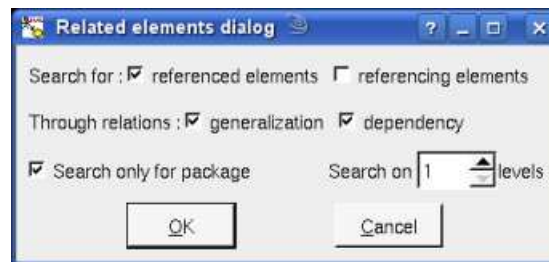 Related elements dialog
Search for : referenced elements referencing elements
Through relations : generalization dependency
Search only for package Search on 1 levels
OK Cancel